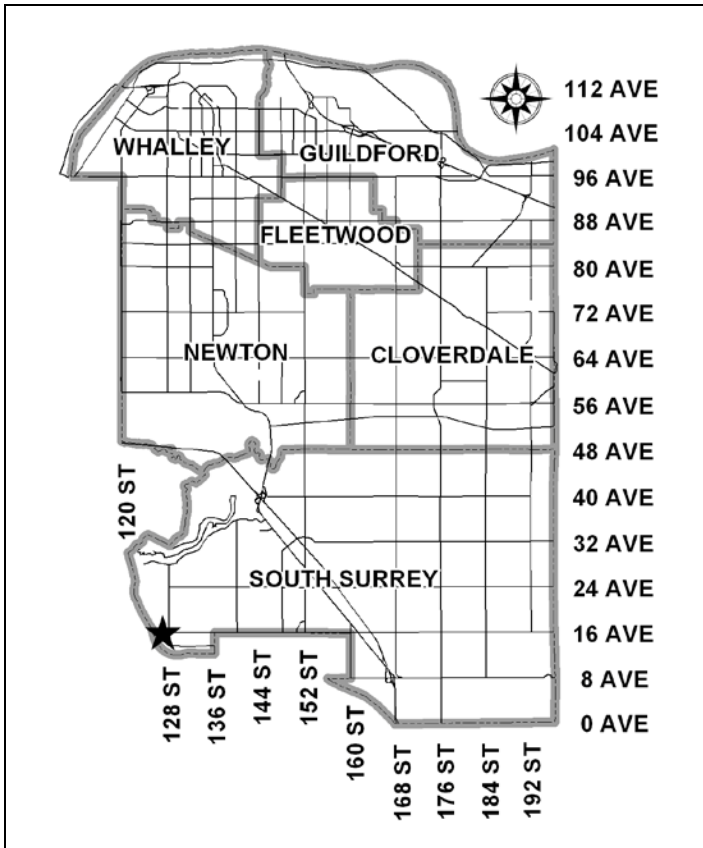 112 AVE
104 AVE
WHALLEY
GUILDFORD
96 AVE
88 AVE
FLEETWOOD
80 AVE
72 AVE
NEWTON
CLOVERDALE
64 AVE
56 AVE
48 AVE
120 ST
40 AVE
32 AVE
SOUTH SURREY
24 AVE
16 AVE
8 AVE
0 AVE
128 ST
136 ST
144 ST
152 ST
160 ST
168 ST
176 ST
184 ST
192 ST